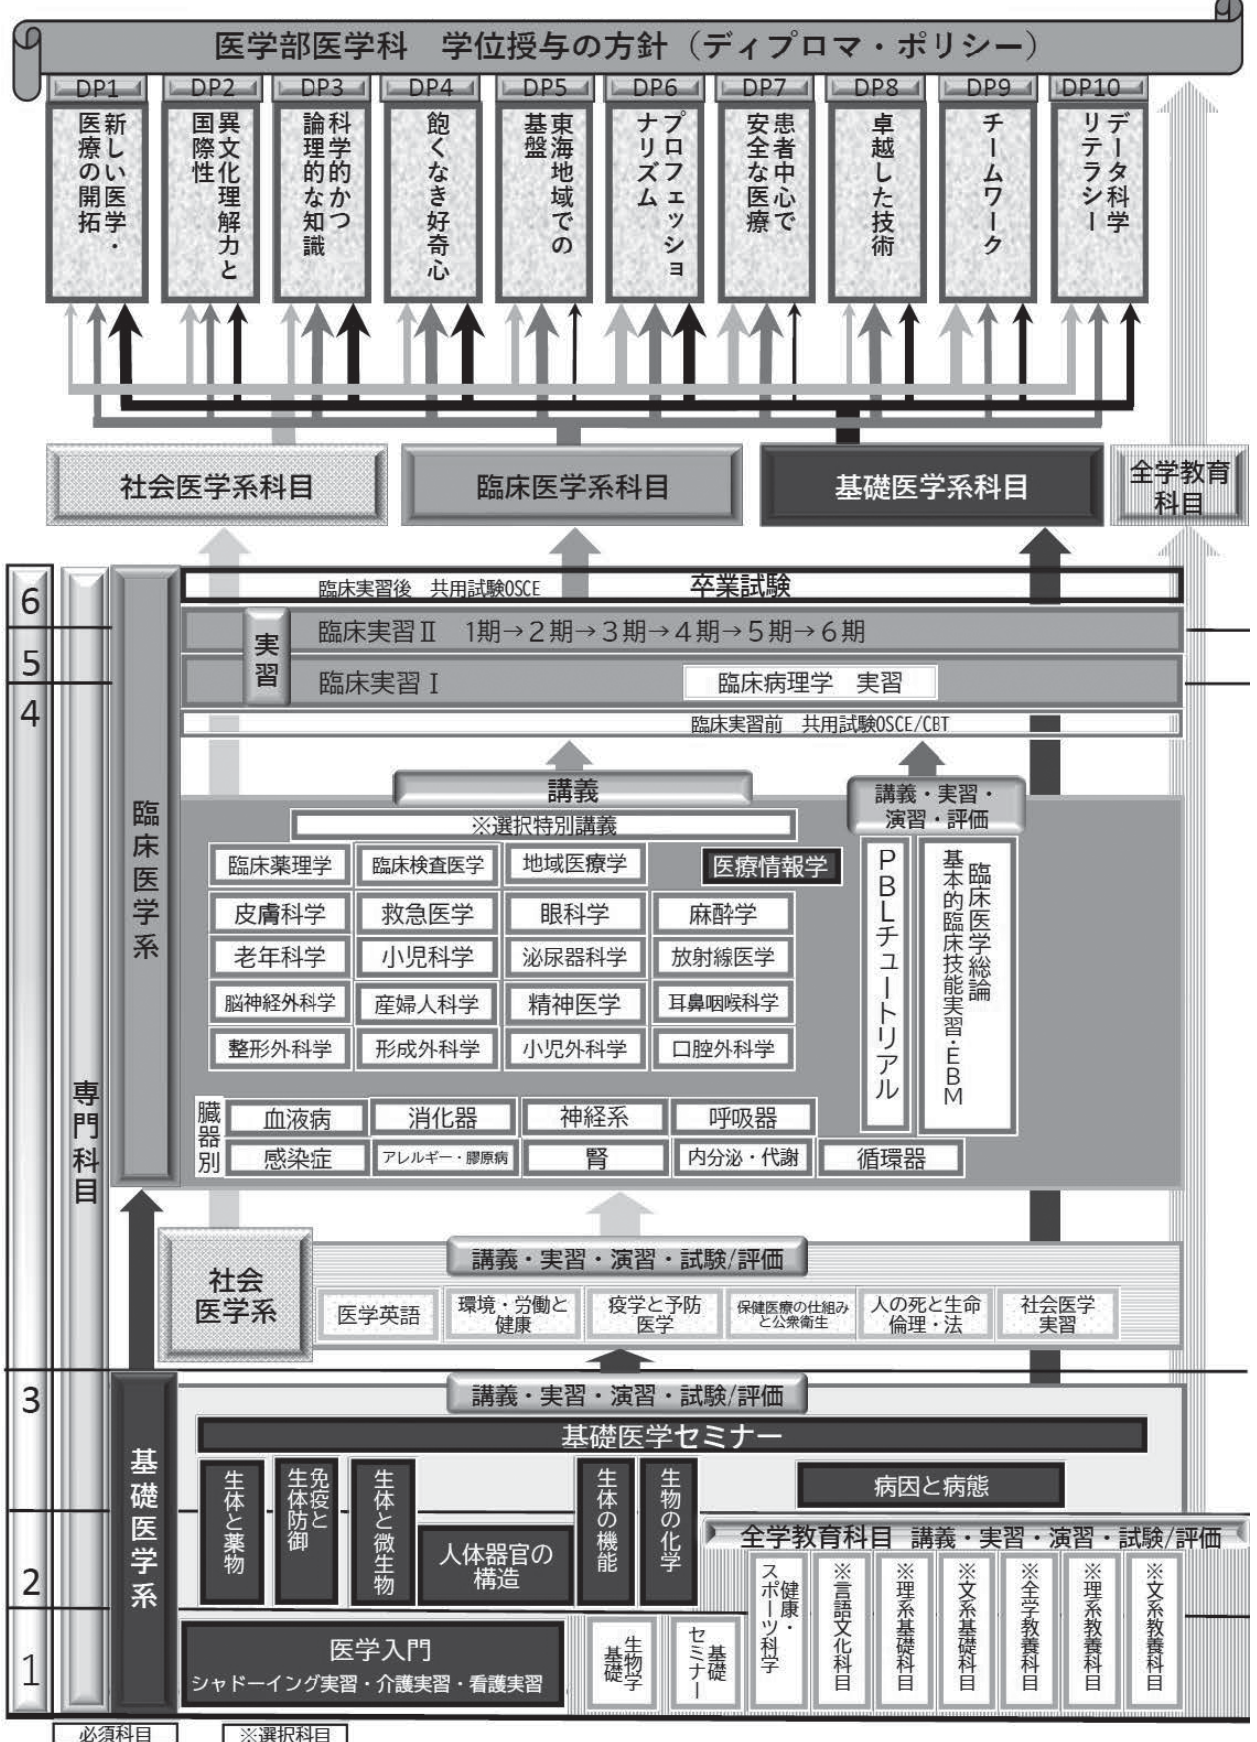 医学部医学科　学位授与の方針（ディプロマ・ポリシー）
DP1
DP2
DP3
DP4
DP5
DP6
DP7
DP8
DP9
DP10
新しい医学・
医療の開拓
異文化理解力と
国際性
科学的かつ
論理的な知識
飽くなき好奇心
東海地域での
基盤
プロフェッショ
ナリズム
患者中心で
安全な医療
卓越した技術
チームワーク
データ科学
リテラシー
社会医学系科目
臨床医学系科目
基礎医学系科目
全学教育
科目
6
5
4
3
2
1
専門科目
臨床医学系
臨床実習後　共用試験OSCE
卒業試験
実習
臨床実習Ⅱ　1期→2期→3期→4期→5期→6期
臨床実習Ⅰ
臨床病理学　実習
臨床実習前　共用試験OSCE/CBT
講義
※選択特別講義
臨床薬理学
臨床検査医学
地域医療学
医療情報学
皮膚科学
救急医学
眼科学
麻酔学
老年科学
小児科学
泌尿器科学
放射線医学
脳神経外科学
産婦人科学
精神医学
耳鼻咽喉科学
整形外科学
形成外科学
小児外科学
口腔外科学
講義・実習・
演習・評価
PBLチュートリアル
臨床医学総論
基本的臨床技能実習・EBM
臓器別
血液病
消化器
神経系
呼吸器
感染症
アレルギー・膠原病
腎
内分泌・代謝
循環器
社会
医学系
講義・実習・演習・試験/評価
医学英語
環境・労働と
健康
疫学と予防
医学
保健医療の仕組み
と公衆衛生
人の死と生命
倫理・法
社会医学
実習
基礎医学系
講義・実習・演習・試験/評価
基礎医学セミナー
生体と薬物
免疫と
生体防御
生体と微生物
人体器官の
構造
生体の機能
生物の化学
病因と病態
全学教育科目　講義・実習・演習・試験/評価
健康・
スポーツ科学
※言語文化科目
※理系基礎科目
※文系基礎科目
※全学教養科目
※理系教養科目
※文系教養科目
医学入門
シャドーイング実習・介護実習・看護実習
生物学
基礎
基礎
セミナー
必須科目
※選択科目